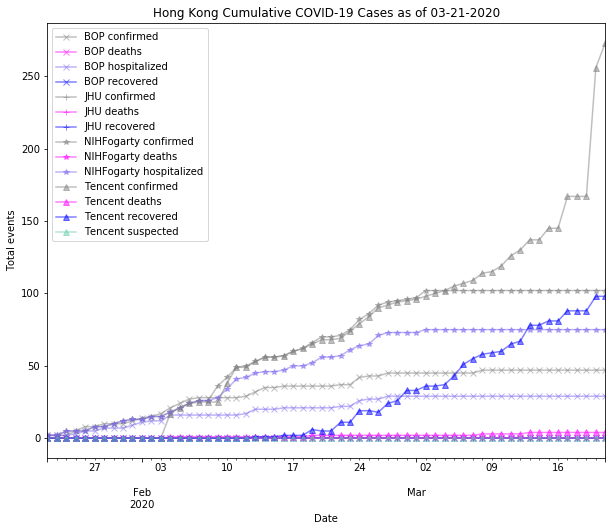 Hong Kong Cumulative COVID-19 Cases as of 03-21-2020
BOP confirmed
BOP deaths
BOP hospitalized
BOP recovered
JHU confirmed
JHU deaths
JHU recovered
NIHFogarty confirmed
NIHFogarty deaths
NIHFogarty hospitalized
Tencent confirmed
Tencent deaths
Tencent recovered
Tencent suspected
Total events
250
200
150
100
50
0
27 03 10 17 24 02 09 16
Feb Mar
2020
Date